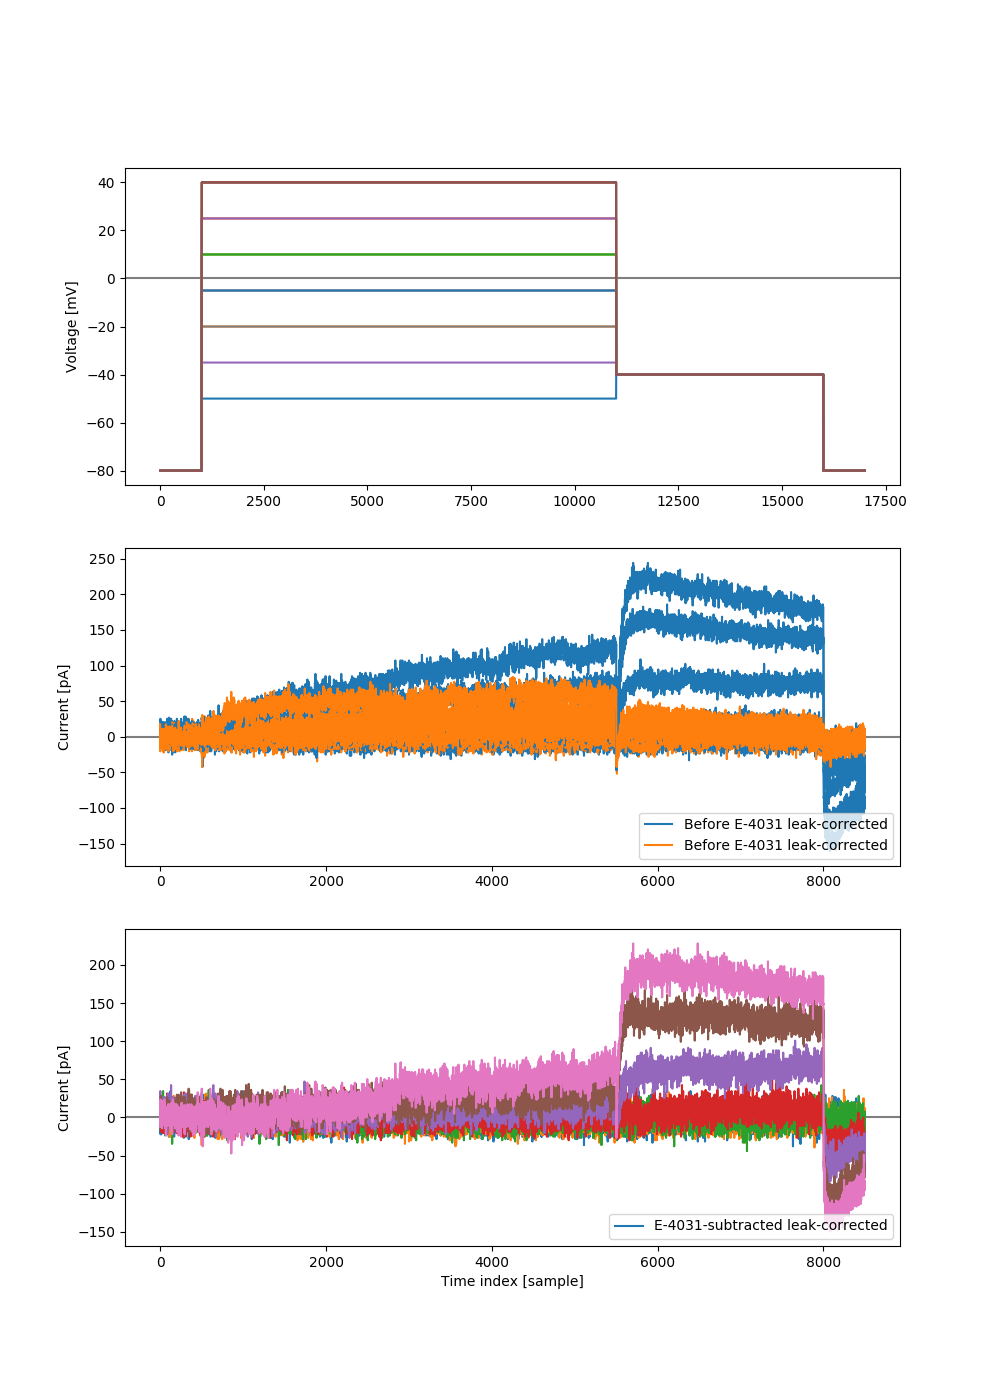 40
20
0
−20
−40
−60
−80
Voltage [mV]
0 2500 5000 7500 10000 12500 15000 17500
250
200
150
100
50
0
−50
−100
−150
Current [pA]
Before E-4031 leak-corrected
Before E-4031 leak-corrected
0 2000 4000 6000 8000
200
150
100
50
0
−50
−100
−150
Current [pA]
E-4031-subtracted leak-corrected
0 2000 4000 6000 8000
Time index [sample]